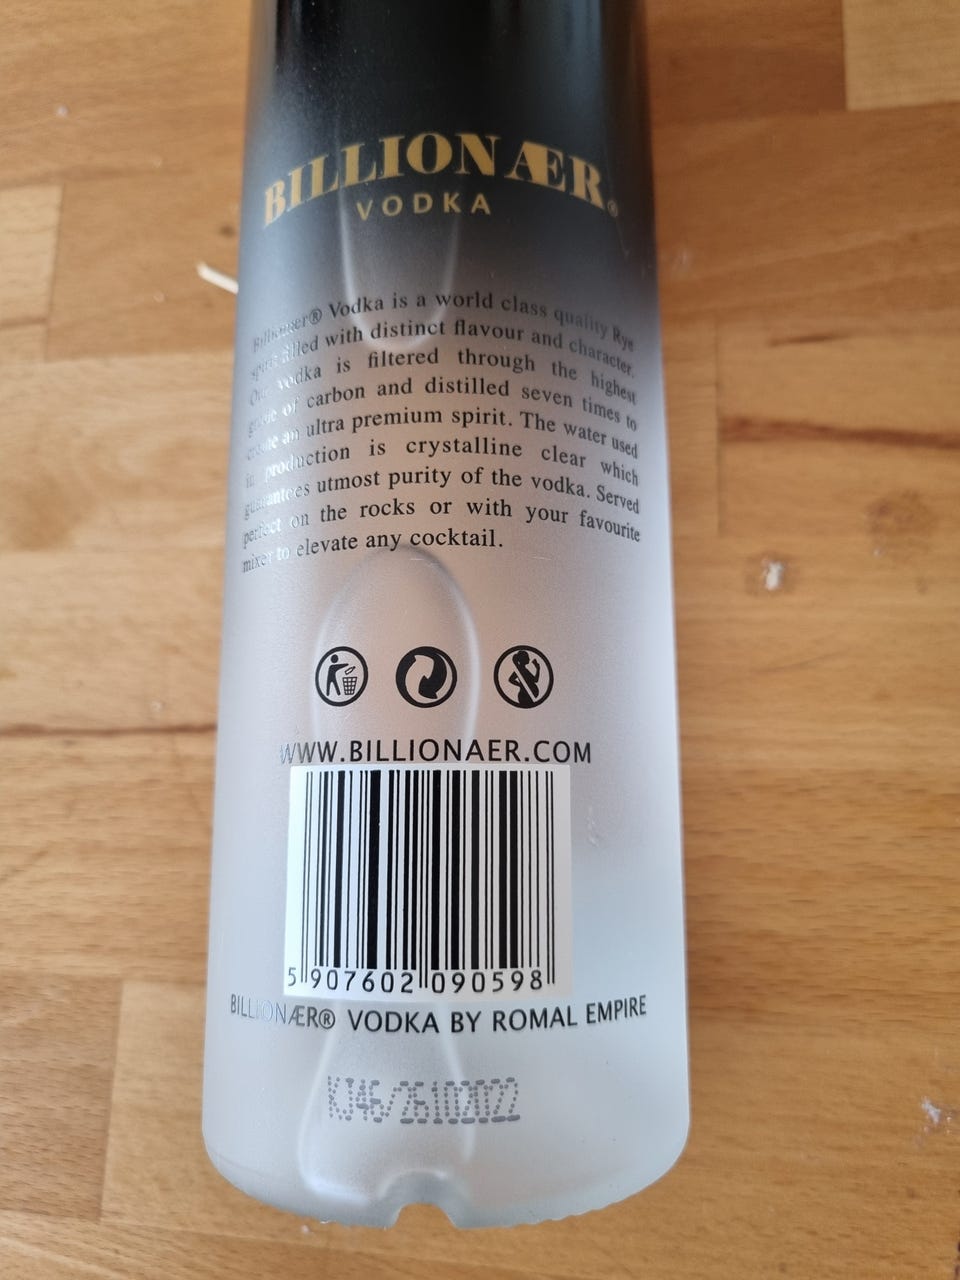 BILLIONÆR®
VODKA
Billionær® Vodka is a world class quality Rye
spirit filled with distinct flavour and character.
Our vodka is filtered through the highest
grade of carbon and distilled seven times to
create an ultra premium spirit. The water used
in production is crystalline clear which
guarantees utmost purity of the vodka. Served
perfect on the rocks or with your favourite
mixer to elevate any cocktail.
WWW.BILLIONAER.COM
5 907602 090598
BILLIONÆR® VODKA BY ROMAL EMPIRE
KJ46/26102022